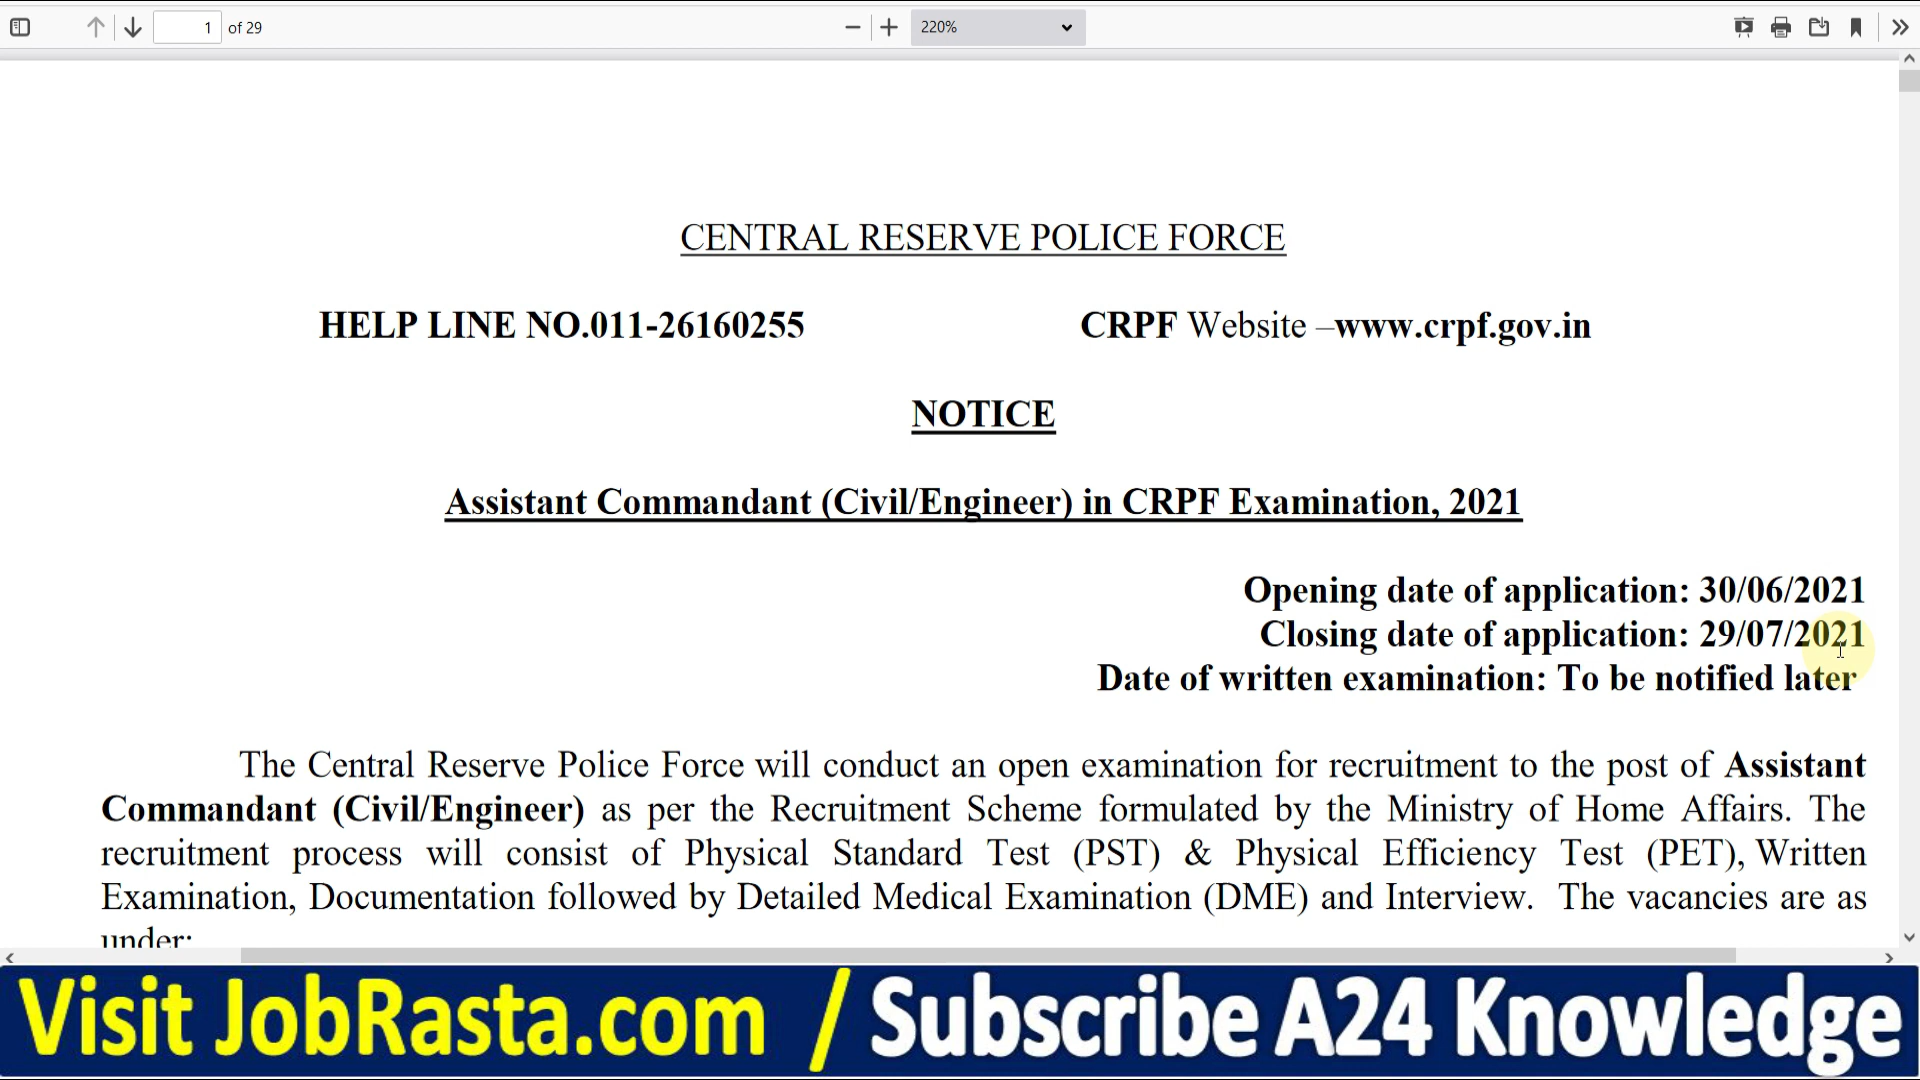 1 of 29 220%
CENTRAL RESERVE POLICE FORCE
HELP LINE NO.011-26160255 CRPF Website –www.crpf.gov.in
NOTICE
Assistant Commandant (Civil/Engineer) in CRPF Examination, 2021
Opening date of application: 30/06/2021
Closing date of application: 29/07/2021
Date of written examination: To be notified later
The Central Reserve Police Force will conduct an open examination for recruitment to the post of Assistant
Commandant (Civil/Engineer) as per the Recruitment Scheme formulated by the Ministry of Home Affairs. The
recruitment process will consist of Physical Standard Test (PST) & Physical Efficiency Test (PET), Written
Examination, Documentation followed by Detailed Medical Examination (DME) and Interview. The vacancies are as
under:
Visit JobRasta.com / Subscribe A24 Knowledge